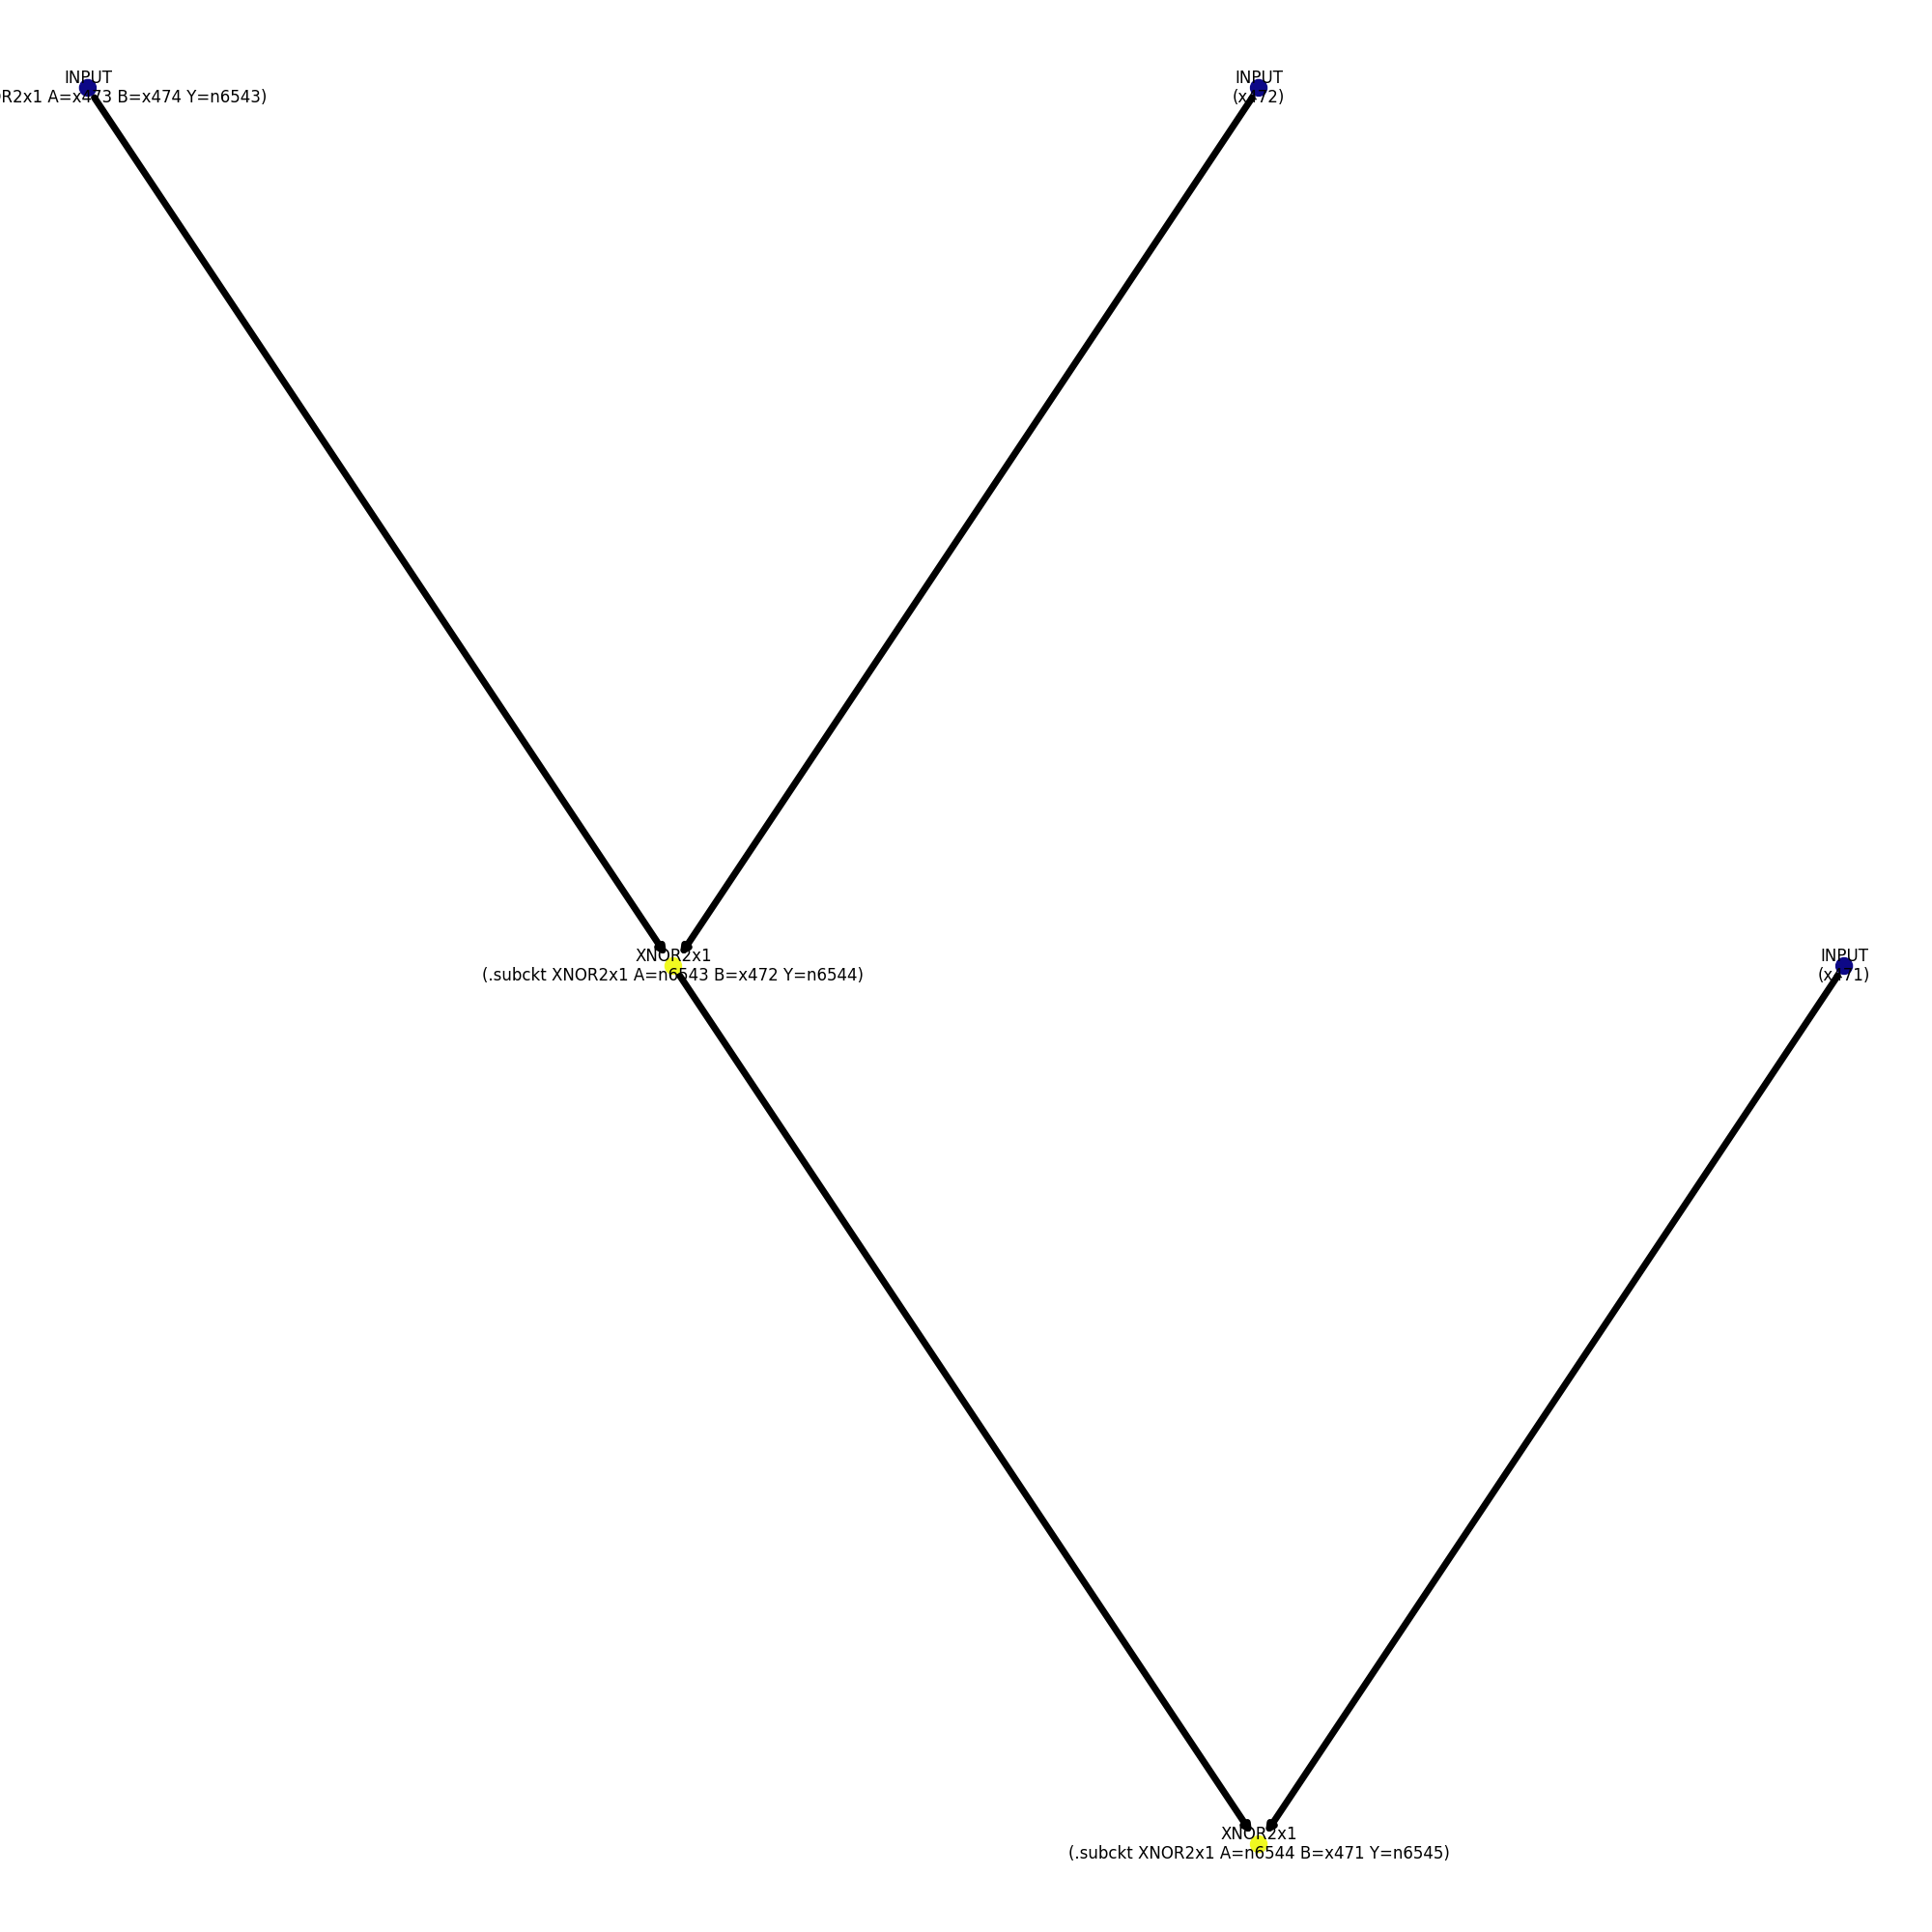 INPUT
R2x1 A=x473 B=x474 Y=n6543)
INPUT
(x472)
XNOR2x1
(.subckt XNOR2x1 A=n6543 B=x472 Y=n6544)
INPUT
(x471)
XNOR2x1
(.subckt XNOR2x1 A=n6544 B=x471 Y=n6545)